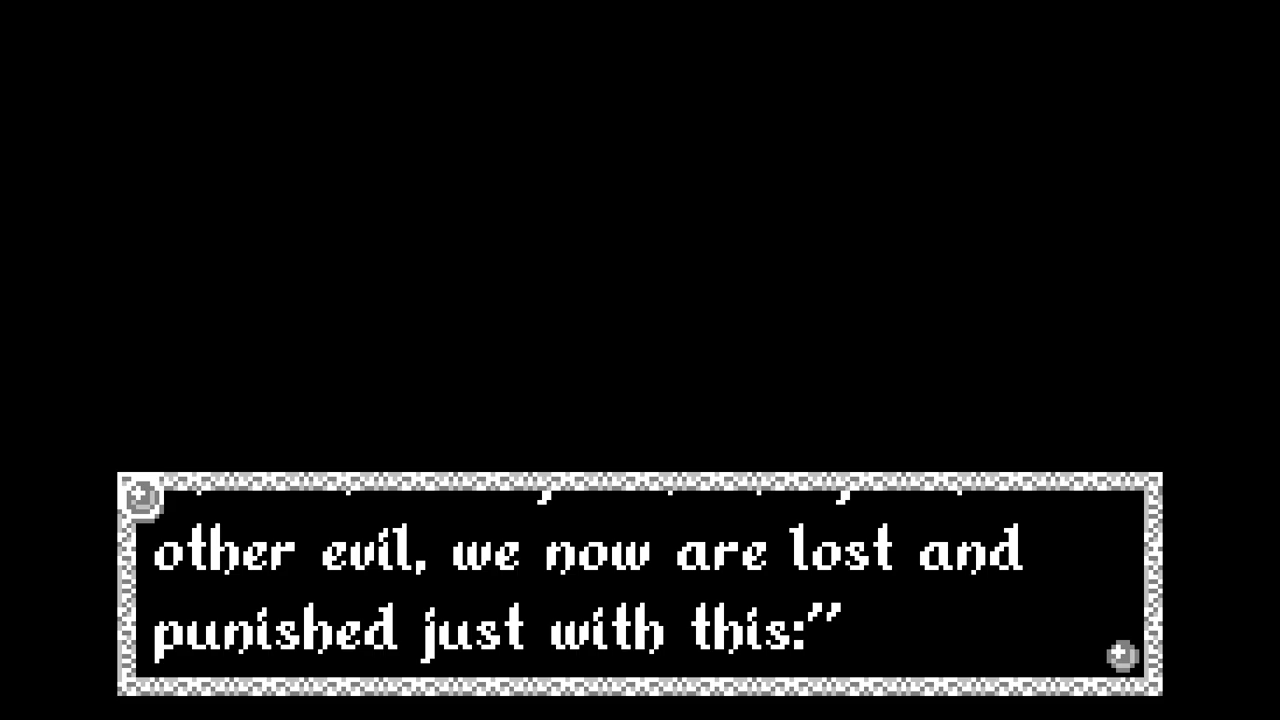 other evil, we now are lost and
punished just with this:”